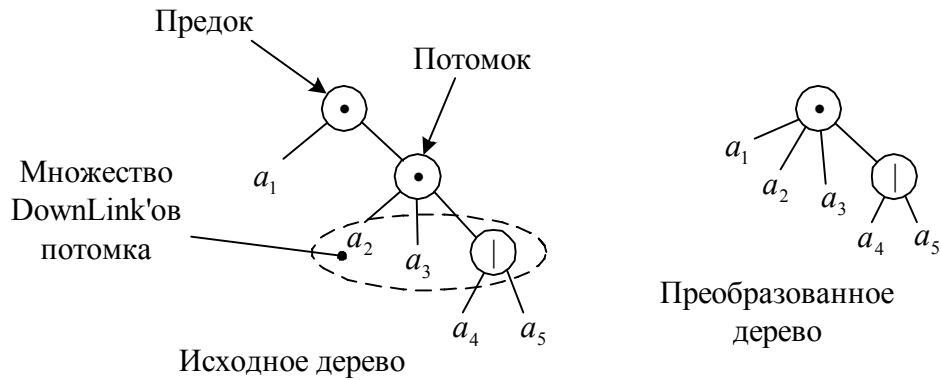 Предок
Потомок
•
•
a₁
Множество
DownLink'ов
потомка
•
a₂
a₃
|
a₄
a₅
Исходное дерево
•
a₁
a₂
a₃
|
a₄
a₅
Преобразованное
дерево